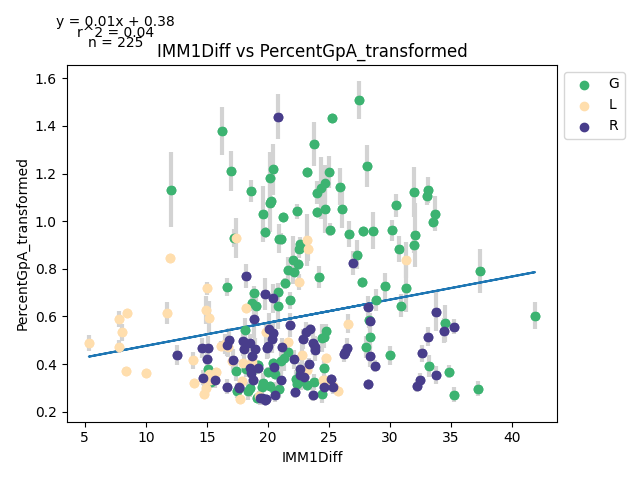 y = 0.01x + 0.38
r^2 = 0.04
n = 225
IMM1Diff vs PercentGpA_transformed
G
L
R
PercentGpA_transformed
1.6
1.4
1.2
1.0
0.8
0.6
0.4
0.2
5 10 15 20 25 30 35 40
IMM1Diff